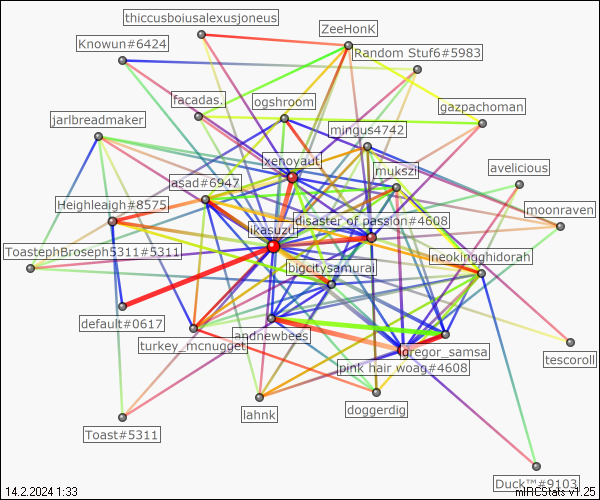 thiccusboiusalexusjoneus
ZeeHonK
Knowun#6424
Random Stuf6#5983
facadas.
ogshroom
gazpachoman
jarlbreadmaker
mingus4742
xenoyaut
mukszi
avelicious
asad#6947
Heighleaigh#8575
moonraven
disaster of passion#4608
likasuzu
ToastephBroseph5311#5311
neokingghidorah
bigcitysamurai
default#0617
andnewbees
turkey_mcnugget
gregor_samsa
tescoroll
pink hair woag#4608
lahnk
doggerdig
Toast#5311
Duck™#9103
14.2.2024 1:33
mIRCStats v1.25